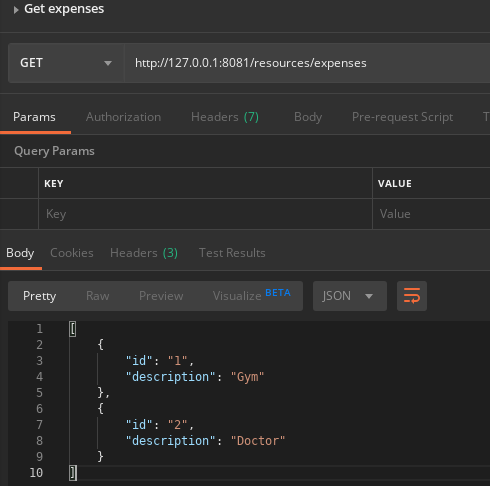 Get expenses
GET http://127.0.0.1:8081/resources/expenses
Params Authorization Headers (7) Body Pre-request Script T
Query Params
KEY VALUE
Key Value
Body Cookies Headers (3) Test Results
Pretty Raw Preview Visualize BETA JSON
1 [
2 {
3 "id": "1",
4 "description": "Gym"
5 },
6 {
7 "id": "2",
8 "description": "Doctor"
9 }
10 ]